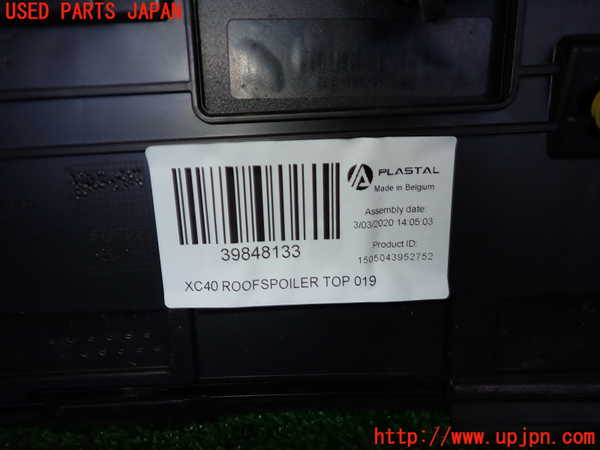 USED PARTS JAPAN
PLASTAL
Made in Belgium
Assembly date:
3/03/2020 14:05:03
39848133
Product ID:
1505043952752
XC40 ROOFSPOILER TOP 019
http://www.upjpn.com